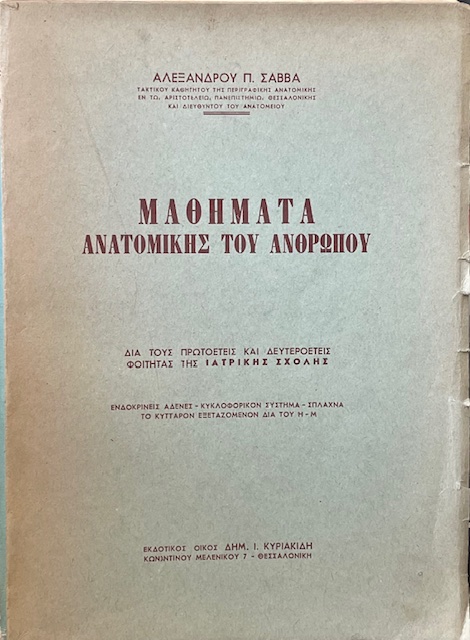 ΑΛΕΞΑΝΔΡΟΥ Π. ΣΑΒΒΑ
ΤΑΚΤΙΚΟΥ ΚΑΘΗΓΗΤΟΥ ΤΗΣ ΠΕΡΙΓΡΑΦΙΚΗΣ ΑΝΑΤΟΜΙΚΗΣ
ΕΝ ΤΩ, ΑΡΙΣΤΟΤΕΛΕΙΩ, ΠΑΝΕΠΙΣΤΗΜΙΩ, ΘΕΣΣΑΛΟΝΙΚΗΣ
ΚΑΙ ΔΙΕΥΘΥΝΤΟΥ ΤΟΥ ΑΝΑΤΟΜΕΙΟΥ
ΜΑΘΗΜΑΤΑ
ΑΝΑΤΟΜΙΚΗΣ ΤΟΥ ΑΝΘΡΩΠΟΥ
ΔΙΑ ΤΟΥΣ ΠΡΩΤΟΕΤΕΙΣ ΚΑΙ ΔΕΥΤΕΡΟΕΤΕΙΣ
ΦΟΙΤΗΤΑΣ ΤΗΣ ΙΑΤΡΙΚΗΣ ΣΧΟΛΗΣ
ΕΝΔΟΚΡΙΝΕΙΣ ΑΔΕΝΕΣ – ΚΥΚΛΟΦΟΡΙΚΟΝ ΣΥΣΤΗΜΑ – ΣΠΛΑΧΝΑ
ΤΟ ΚΥΤΤΑΡΟΝ ΕΞΕΤΑΖΟΜΕΝΟΝ ΔΙΑ ΤΟΥ Η – Μ
ΕΚΔΟΤΙΚΟΣ ΟΙΚΟΣ ΔΗΜ. Ι. ΚΥΡΙΑΚΙΔΗ
ΚΩΝΩΝΤΙΝΟΥ ΜΕΛΕΝΙΚΟΥ 7 – ΘΕΣΣΑΛΟΝΙΚΗ